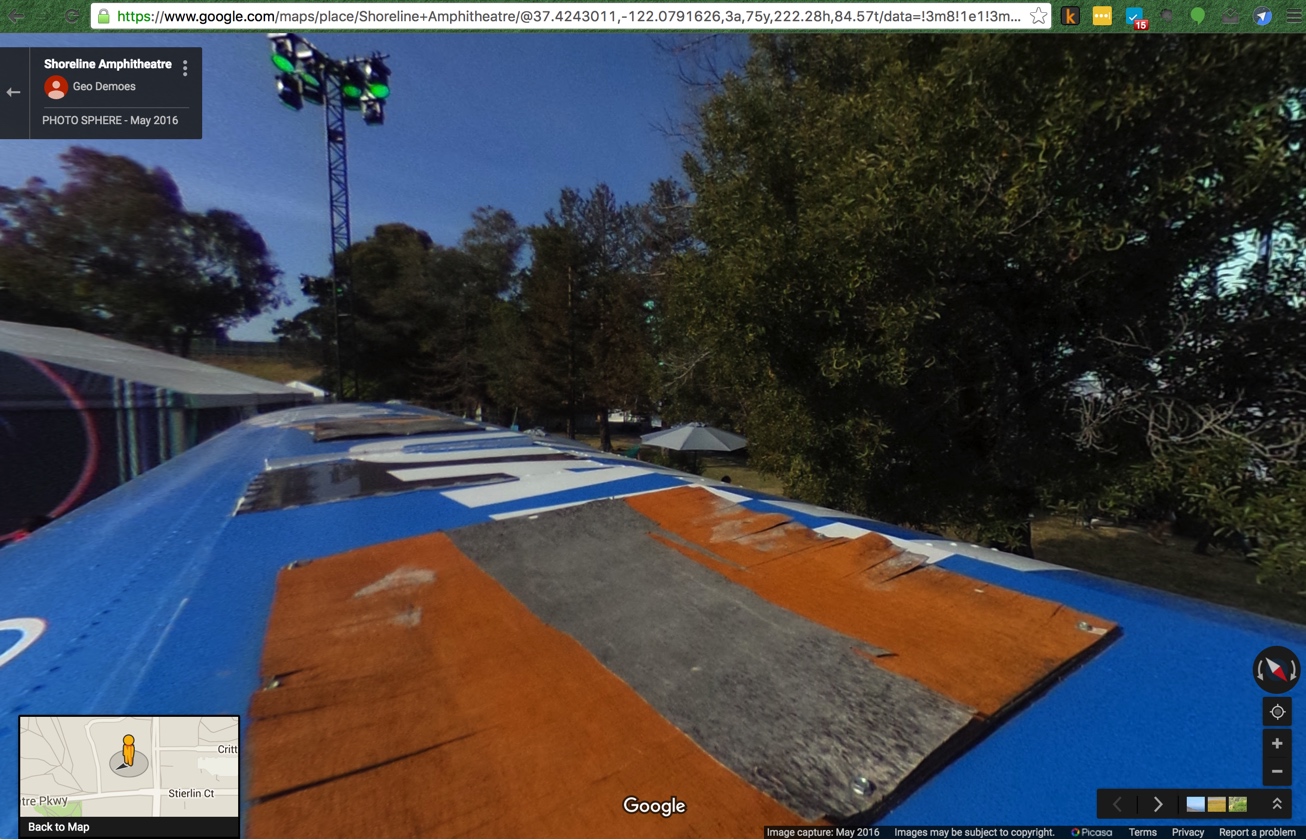 https://www.google.com/maps/place/Shoreline+Amphitheatre/@37.4243011,-122.0791626,3a,75y,222.28h,84.57t/data=!3m8!1e1!3m...
k
15
Shoreline Amphitheatre
Geo Demoes
PHOTO SPHERE - May 2016
Critt
Stierlin Ct
tre Pkwy
Back to Map
Google
Image capture: May 2016 Images may be subject to copyright. Picasa Terms Privacy Report a problem